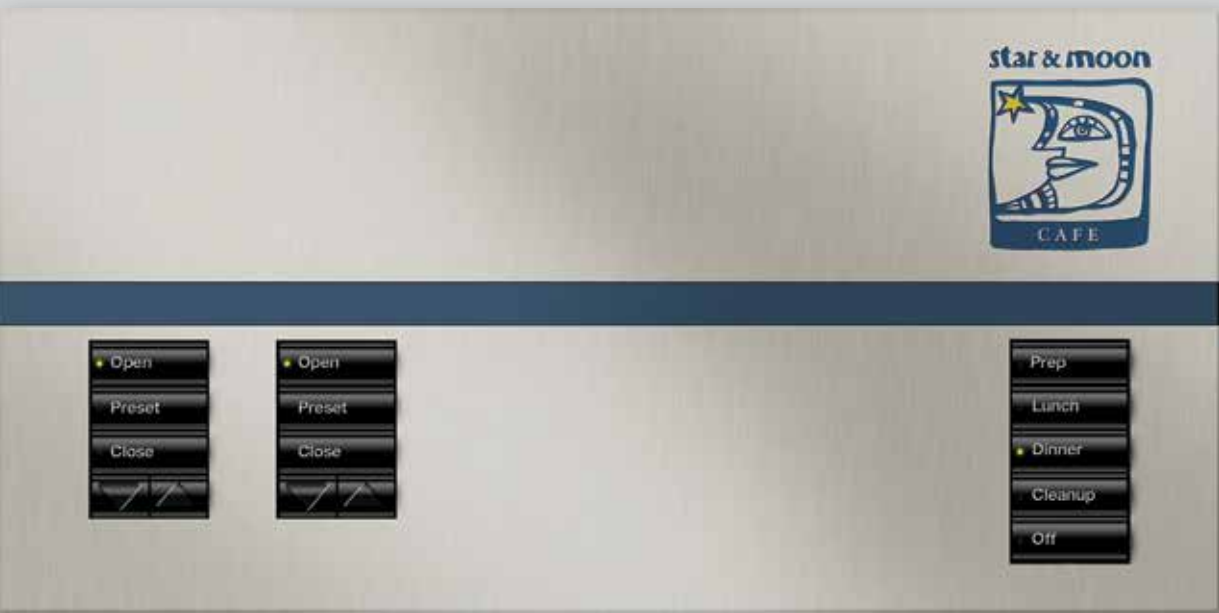 star & moon
CAFE
Open
Preset
Close
Open
Preset
Close
Prep
Lunch
Dinner
Cleanup
Off